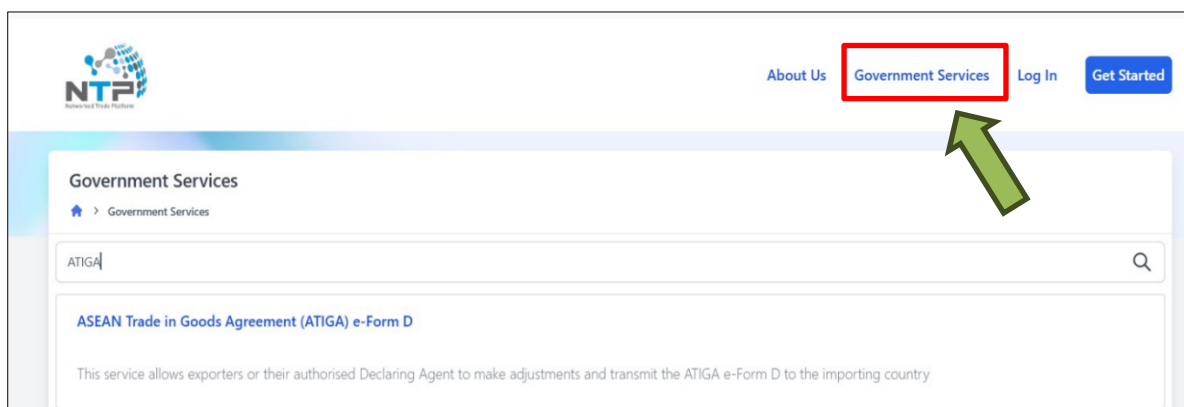 NTP
Networked Trade Platform
About Us Government Services Log In Get Started
Government Services
> Government Services
ATIGA
ASEAN Trade in Goods Agreement (ATIGA) e-Form D
This service allows exporters or their authorised Declaring Agent to make adjustments and transmit the ATIGA e-Form D to the importing country